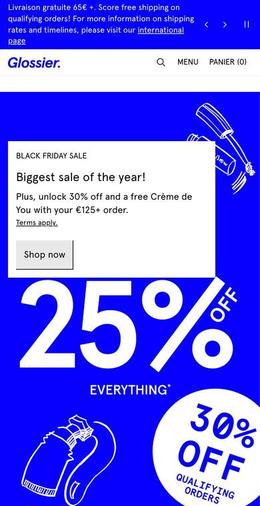 Livraison gratuite 65€ +. Score free shipping on
qualifying orders! For more information on shipping
rates and timelines, please visit our international
page
Glossier.
MENU
PANIER (0)
BLACK FRIDAY SALE
Biggest sale of the year!
Plus, unlock 30% off and a free Crème de
You with your €125+ order.
Terms apply.
Shop now
25% OFF
EVERYTHING*
30%
OFF
QUALIFYING
ORDERS